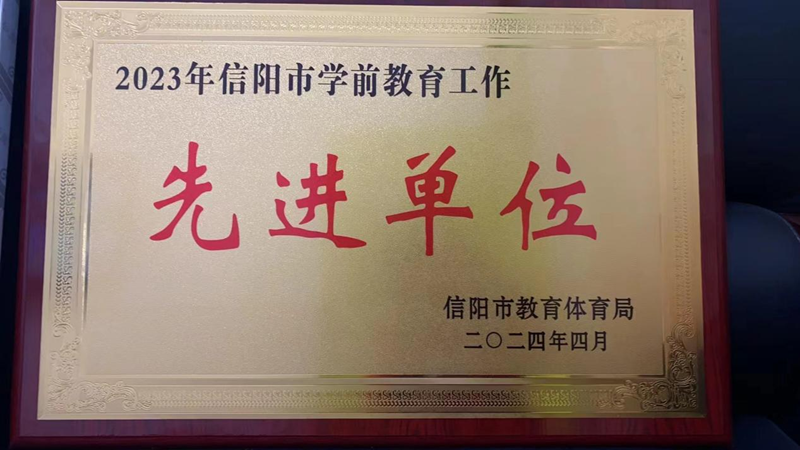 2023年信阳市学前教育工作
先进单位
信阳市教育体育局
二〇二四年四月